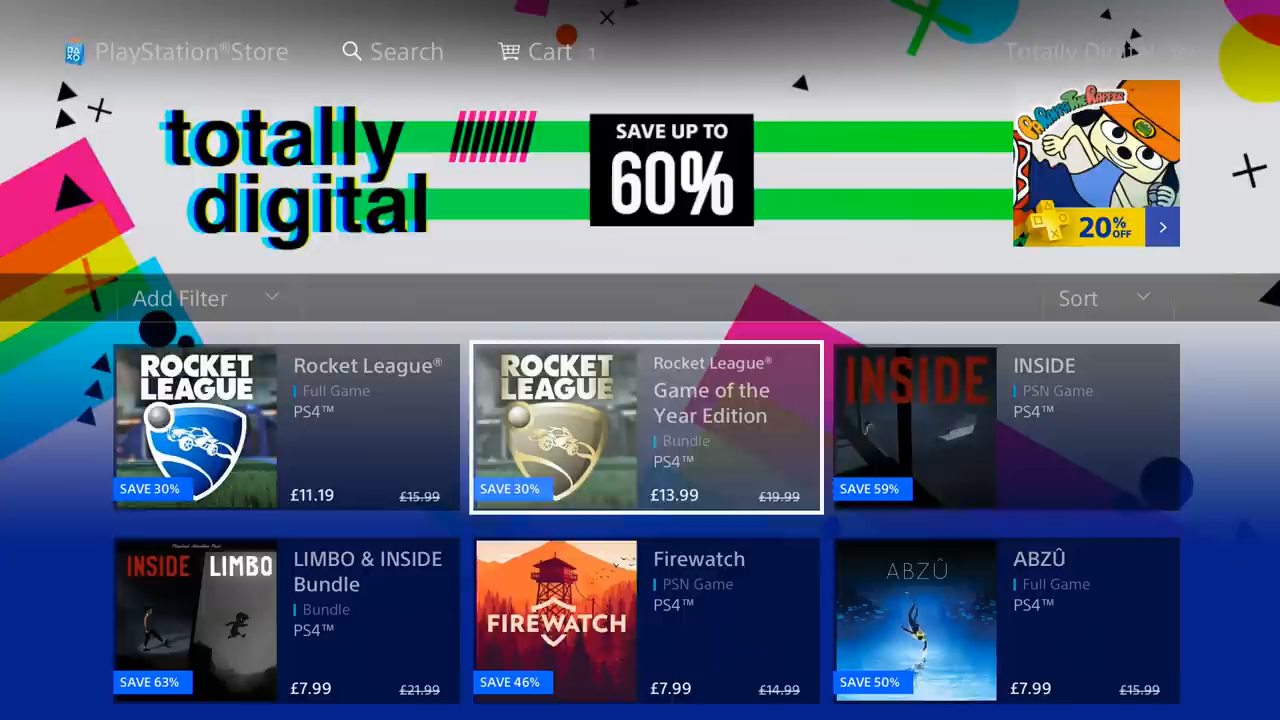 PlayStation®Store
Search
Cart 1
totally
digital
SAVE UP TO
60%
PARAPPA THE RAPPER
20% OFF
Add Filter
Sort
ROCKET
LEAGUE
SAVE 30%
Rocket League®
Full Game
PS4™
£11.19 £15.99
ROCKET
LEAGUE
SAVE 30%
Rocket League®
Game of the
Year Edition
Bundle
PS4™
£13.99 £19.99
INSIDE
SAVE 59%
INSIDE
PSN Game
PS4™
INSIDE LIMBO
SAVE 63%
LIMBO & INSIDE
Bundle
Bundle
PS4™
£7.99 £21.99
FIREWATCH
SAVE 46%
Firewatch
PSN Game
PS4™
£7.99 £14.99
ABZÛ
SAVE 50%
ABZÛ
Full Game
PS4™
£7.99 £15.99